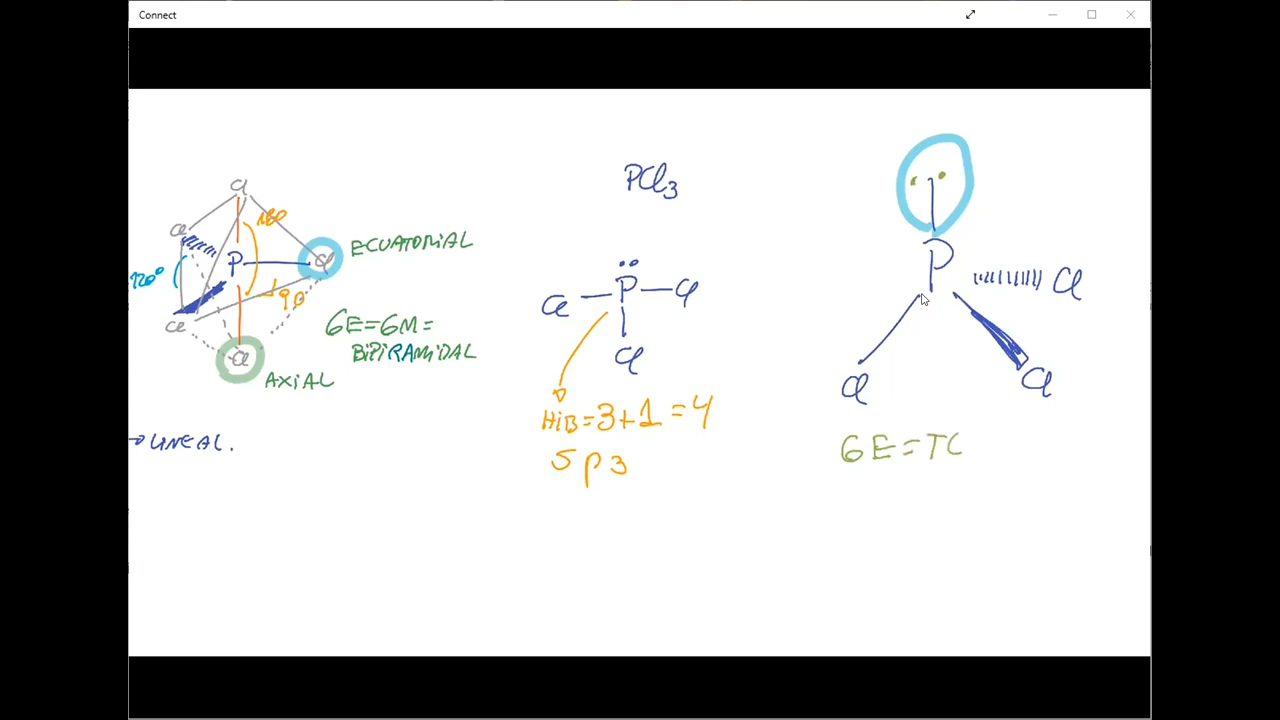 Connect
Cl
180
Cl
P
Cl
ECUATORIAL
120°
90
Cl
GE=GM=
BiPiRAMiDAL
Cl
AXiAL
LiNEAL.
PCl3
Cl — P — Cl
Cl
HiB=3+1=4
sp3
P
Cl
Cl
Cl
GE=TC